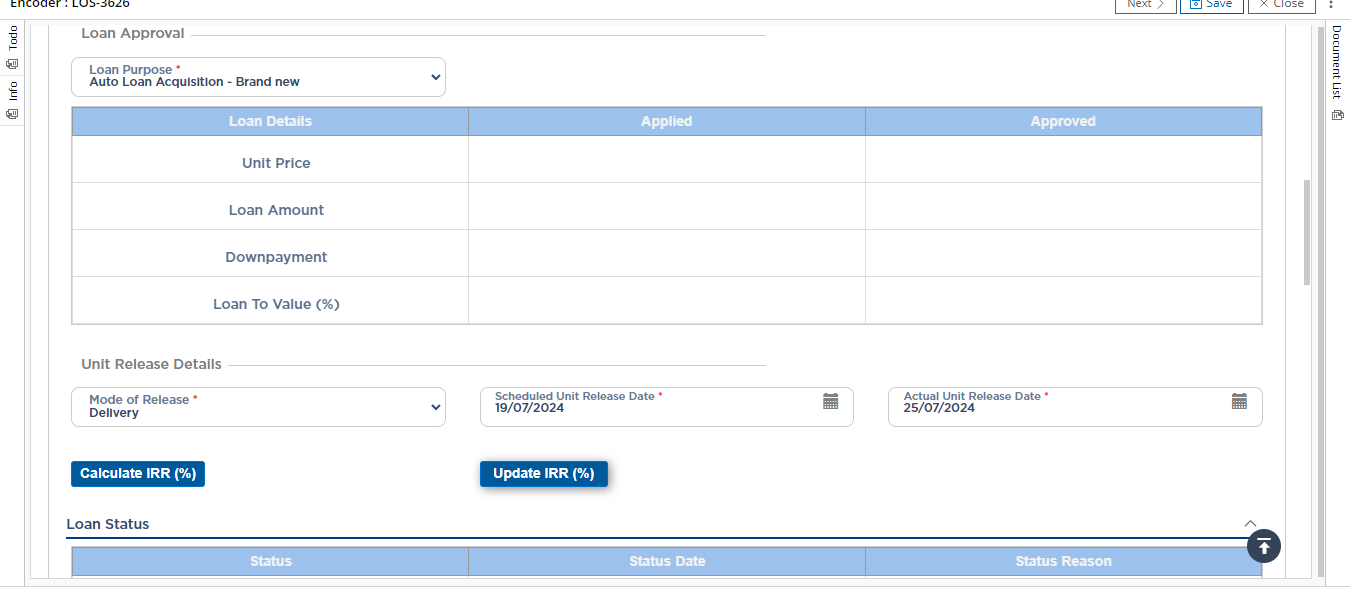 Encoder : LOS-3626
Next Save Close
Todo
Info
Document List
Loan Approval
Loan Purpose *
Auto Loan Acquisition - Brand new
Loan Details Applied Approved
Unit Price
Loan Amount
Downpayment
Loan To Value (%)
Unit Release Details
Mode of Release * Scheduled Unit Release Date * Actual Unit Release Date *
Delivery 19/07/2024 25/07/2024
Calculate IRR (%) Update IRR (%)
Loan Status
Status Status Date Status Reason